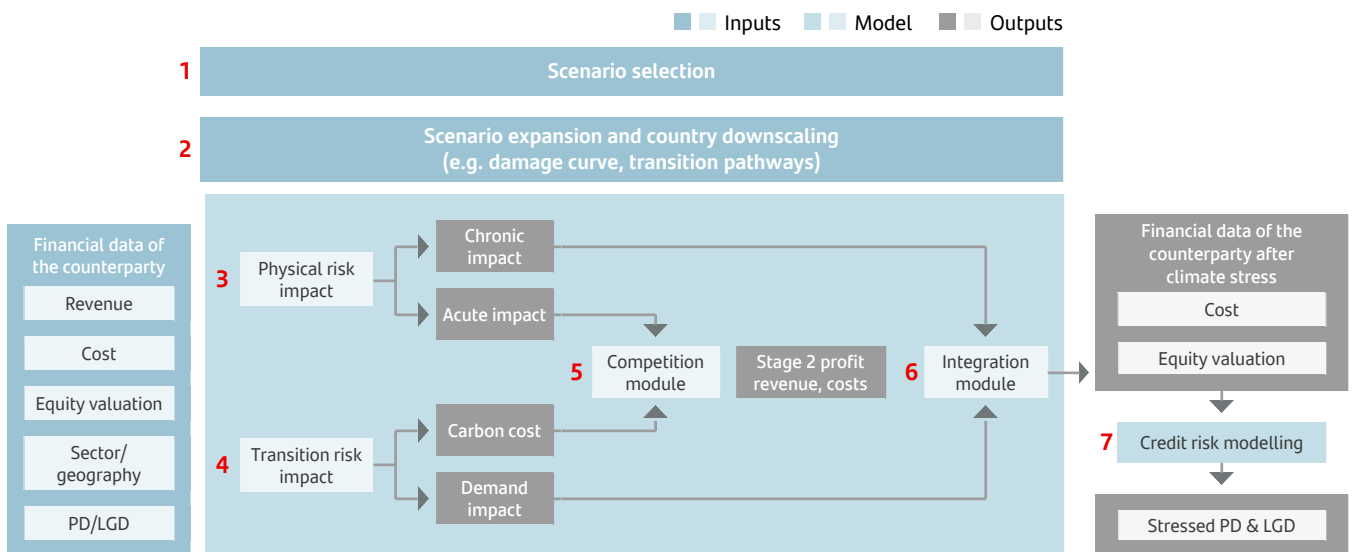 Inputs
Model
Outputs
1
Scenario selection
2
Scenario expansion and country downscaling
(e.g. damage curve, transition pathways)
Financial data of
the counterparty
Revenue
Cost
Equity valuation
Sector/
geography
PD/LGD
3
Physical risk
impact
Chronic
impact
Acute impact
4
Transition risk
impact
Carbon cost
Demand
impact
5
Competition
module
Stage 2 profit
revenue, costs
6
Integration
module
Financial data of the
counterparty after
climate stress
Cost
Equity valuation
7
Credit risk modelling
Stressed PD & LGD